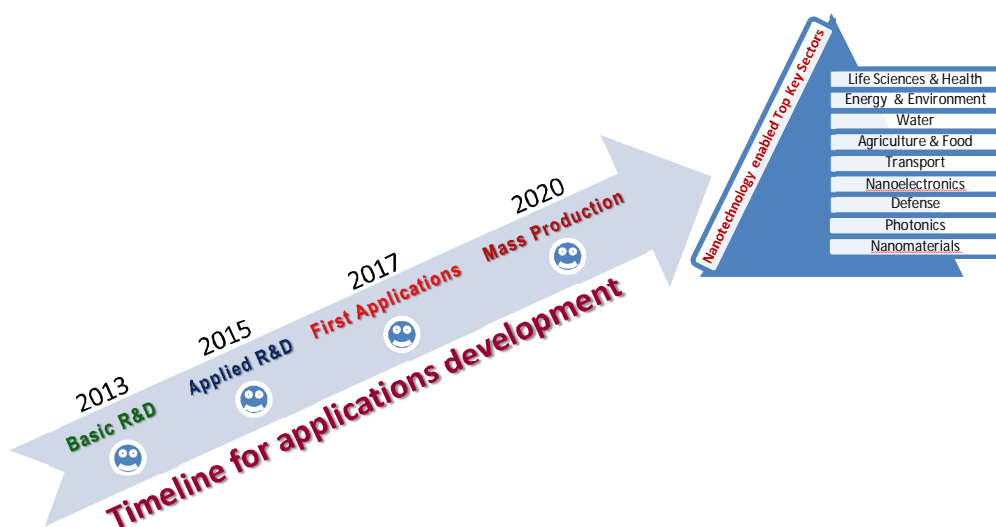 2013
Basic R&D
2015
Applied R&D
2017
First Applications
2020
Mass Production
Timeline for applications development
Nanotechnology enabled Top Key Sectors
Life Sciences & Health
Energy & Environment
Water
Agriculture & Food
Transport
Nanoelectronics
Defense
Photonics
Nanomaterials